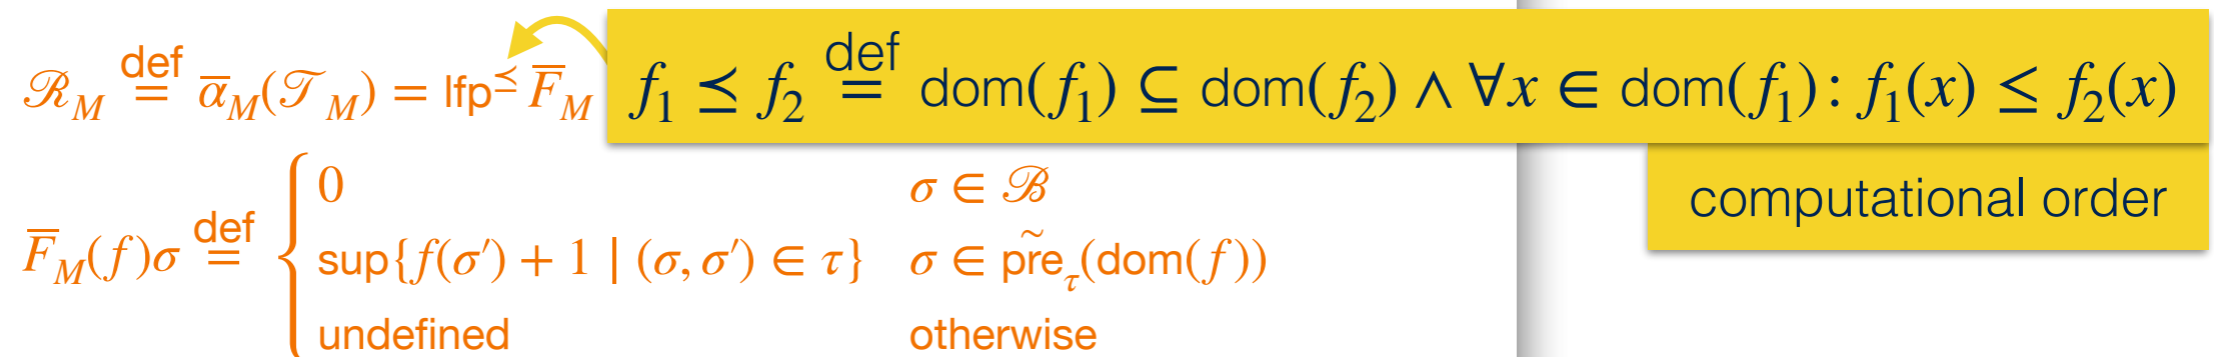 ℛ_M ≝ ᾱ_M(𝒯_M) = lfp^≼ F̄_M
f₁ ≼ f₂ ≝ dom(f₁) ⊆ dom(f₂) ∧ ∀x ∈ dom(f₁) : f₁(x) ≤ f₂(x)
computational order
F̄_M(f)σ ≝ {
0 σ ∈ ℬ
sup{f(σ′) + 1 | (σ, σ′) ∈ τ} σ ∈ p̃re_τ(dom(f))
undefined otherwise